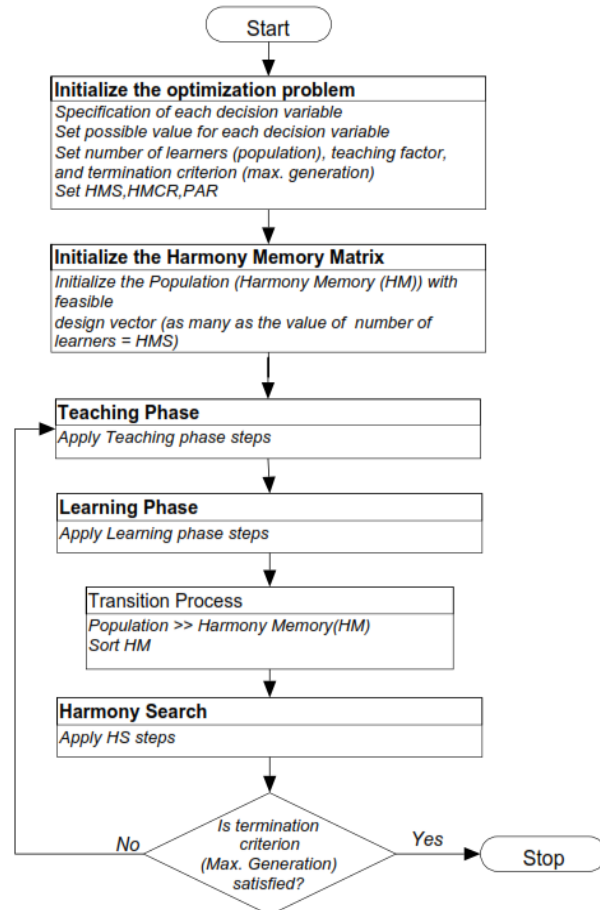 Start
Initialize the optimization problem
Specification of each decision variable
Set possible value for each decision variable
Set number of learners (population), teaching factor,
and termination criterion (max. generation)
Set HMS,HMCR,PAR
Initialize the Harmony Memory Matrix
Initialize the Population (Harmony Memory (HM)) with
feasible
design vector (as many as the value of number of
learners = HMS)
Teaching Phase
Apply Teaching phase steps
Learning Phase
Apply Learning phase steps
Transition Process
Population >> Harmony Memory(HM)
Sort HM
Harmony Search
Apply HS steps
Is termination
criterion
(Max. Generation)
satisfied?
No
Yes
Stop